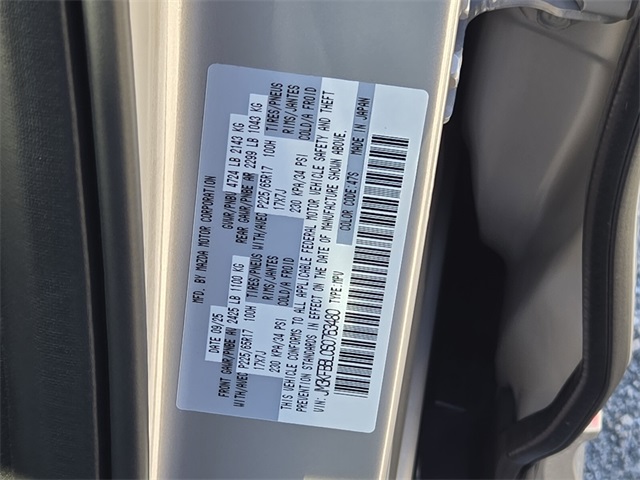 MFD. BY MAZDA MOTOR CORPORATION
DATE 09/25 GVWR/PNBV 4724 LB 2143 KG
FRONT GAWR/PNBE AV 2425 LB 1100 KG REAR GAWR/PNBE AR 2299 LB 1043 KG
WITH/AVEC TIRES/PNEUS RIMS/JANTES COLD/A FROID WITH/AVEC TIRES/PNEUS RIMS/JANTES COLD/A FROID
P225/65R17 100H 17X7J 230 KPA/34 PSI P225/65R17 100H 17X7J 230 KPA/34 PSI
THIS VEHICLE CONFORMS TO ALL APPLICABLE FEDERAL MOTOR VEHICLE SAFETY AND THEFT
PREVENTION STANDARDS IN EFFECT ON THE DATE OF MANUFACTURE SHOWN ABOVE.
VIN: TYPE:MPV COLOR CODE 47S MADE IN JAPAN